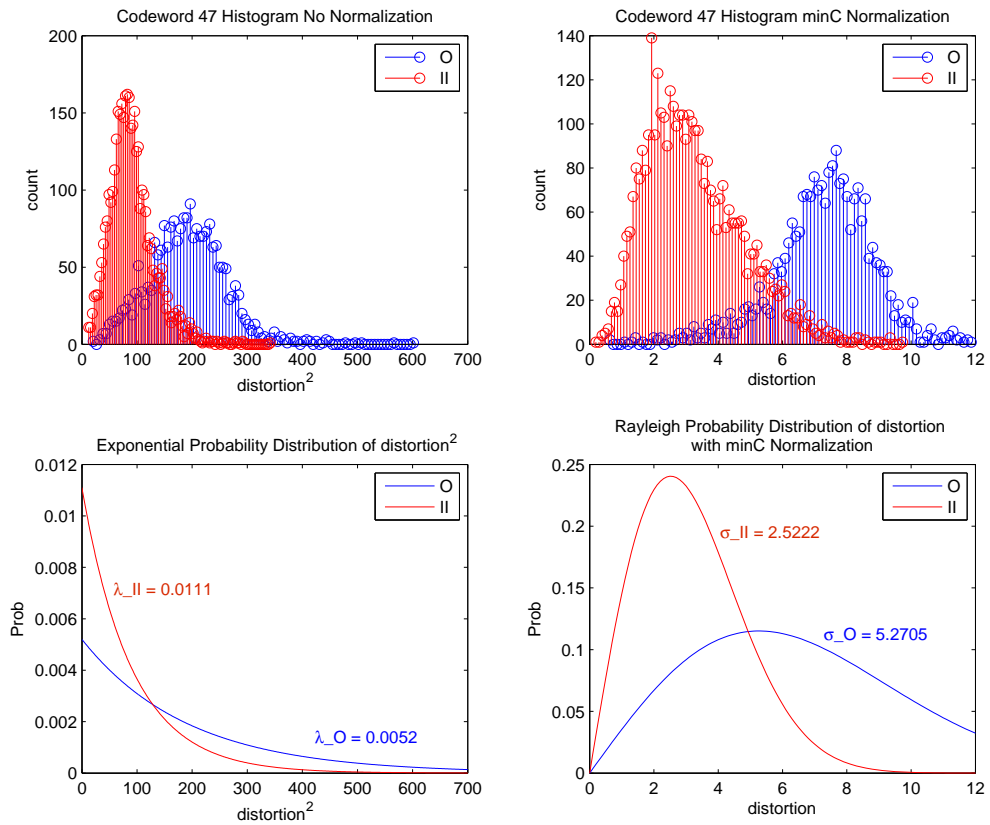 Codeword 47 Histogram No Normalization
200
150
100
50
0
count
0 100 200 300 400 500 600 700
distortion²
O
II
Codeword 47 Histogram minC Normalization
140
120
100
80
60
40
20
0
count
0 2 4 6 8 10 12
distortion
O
II
Exponential Probability Distribution of distortion²
0.012
0.01
0.008
0.006
0.004
0.002
0
Prob
0 100 200 300 400 500 600 700
distortion²
O
II
λ_II = 0.0111
λ_O = 0.0052
Rayleigh Probability Distribution of distortion
with minC Normalization
0.25
0.2
0.15
0.1
0.05
0
Prob
0 2 4 6 8 10 12
distortion
O
II
σ_II = 2.5222
σ_O = 5.2705